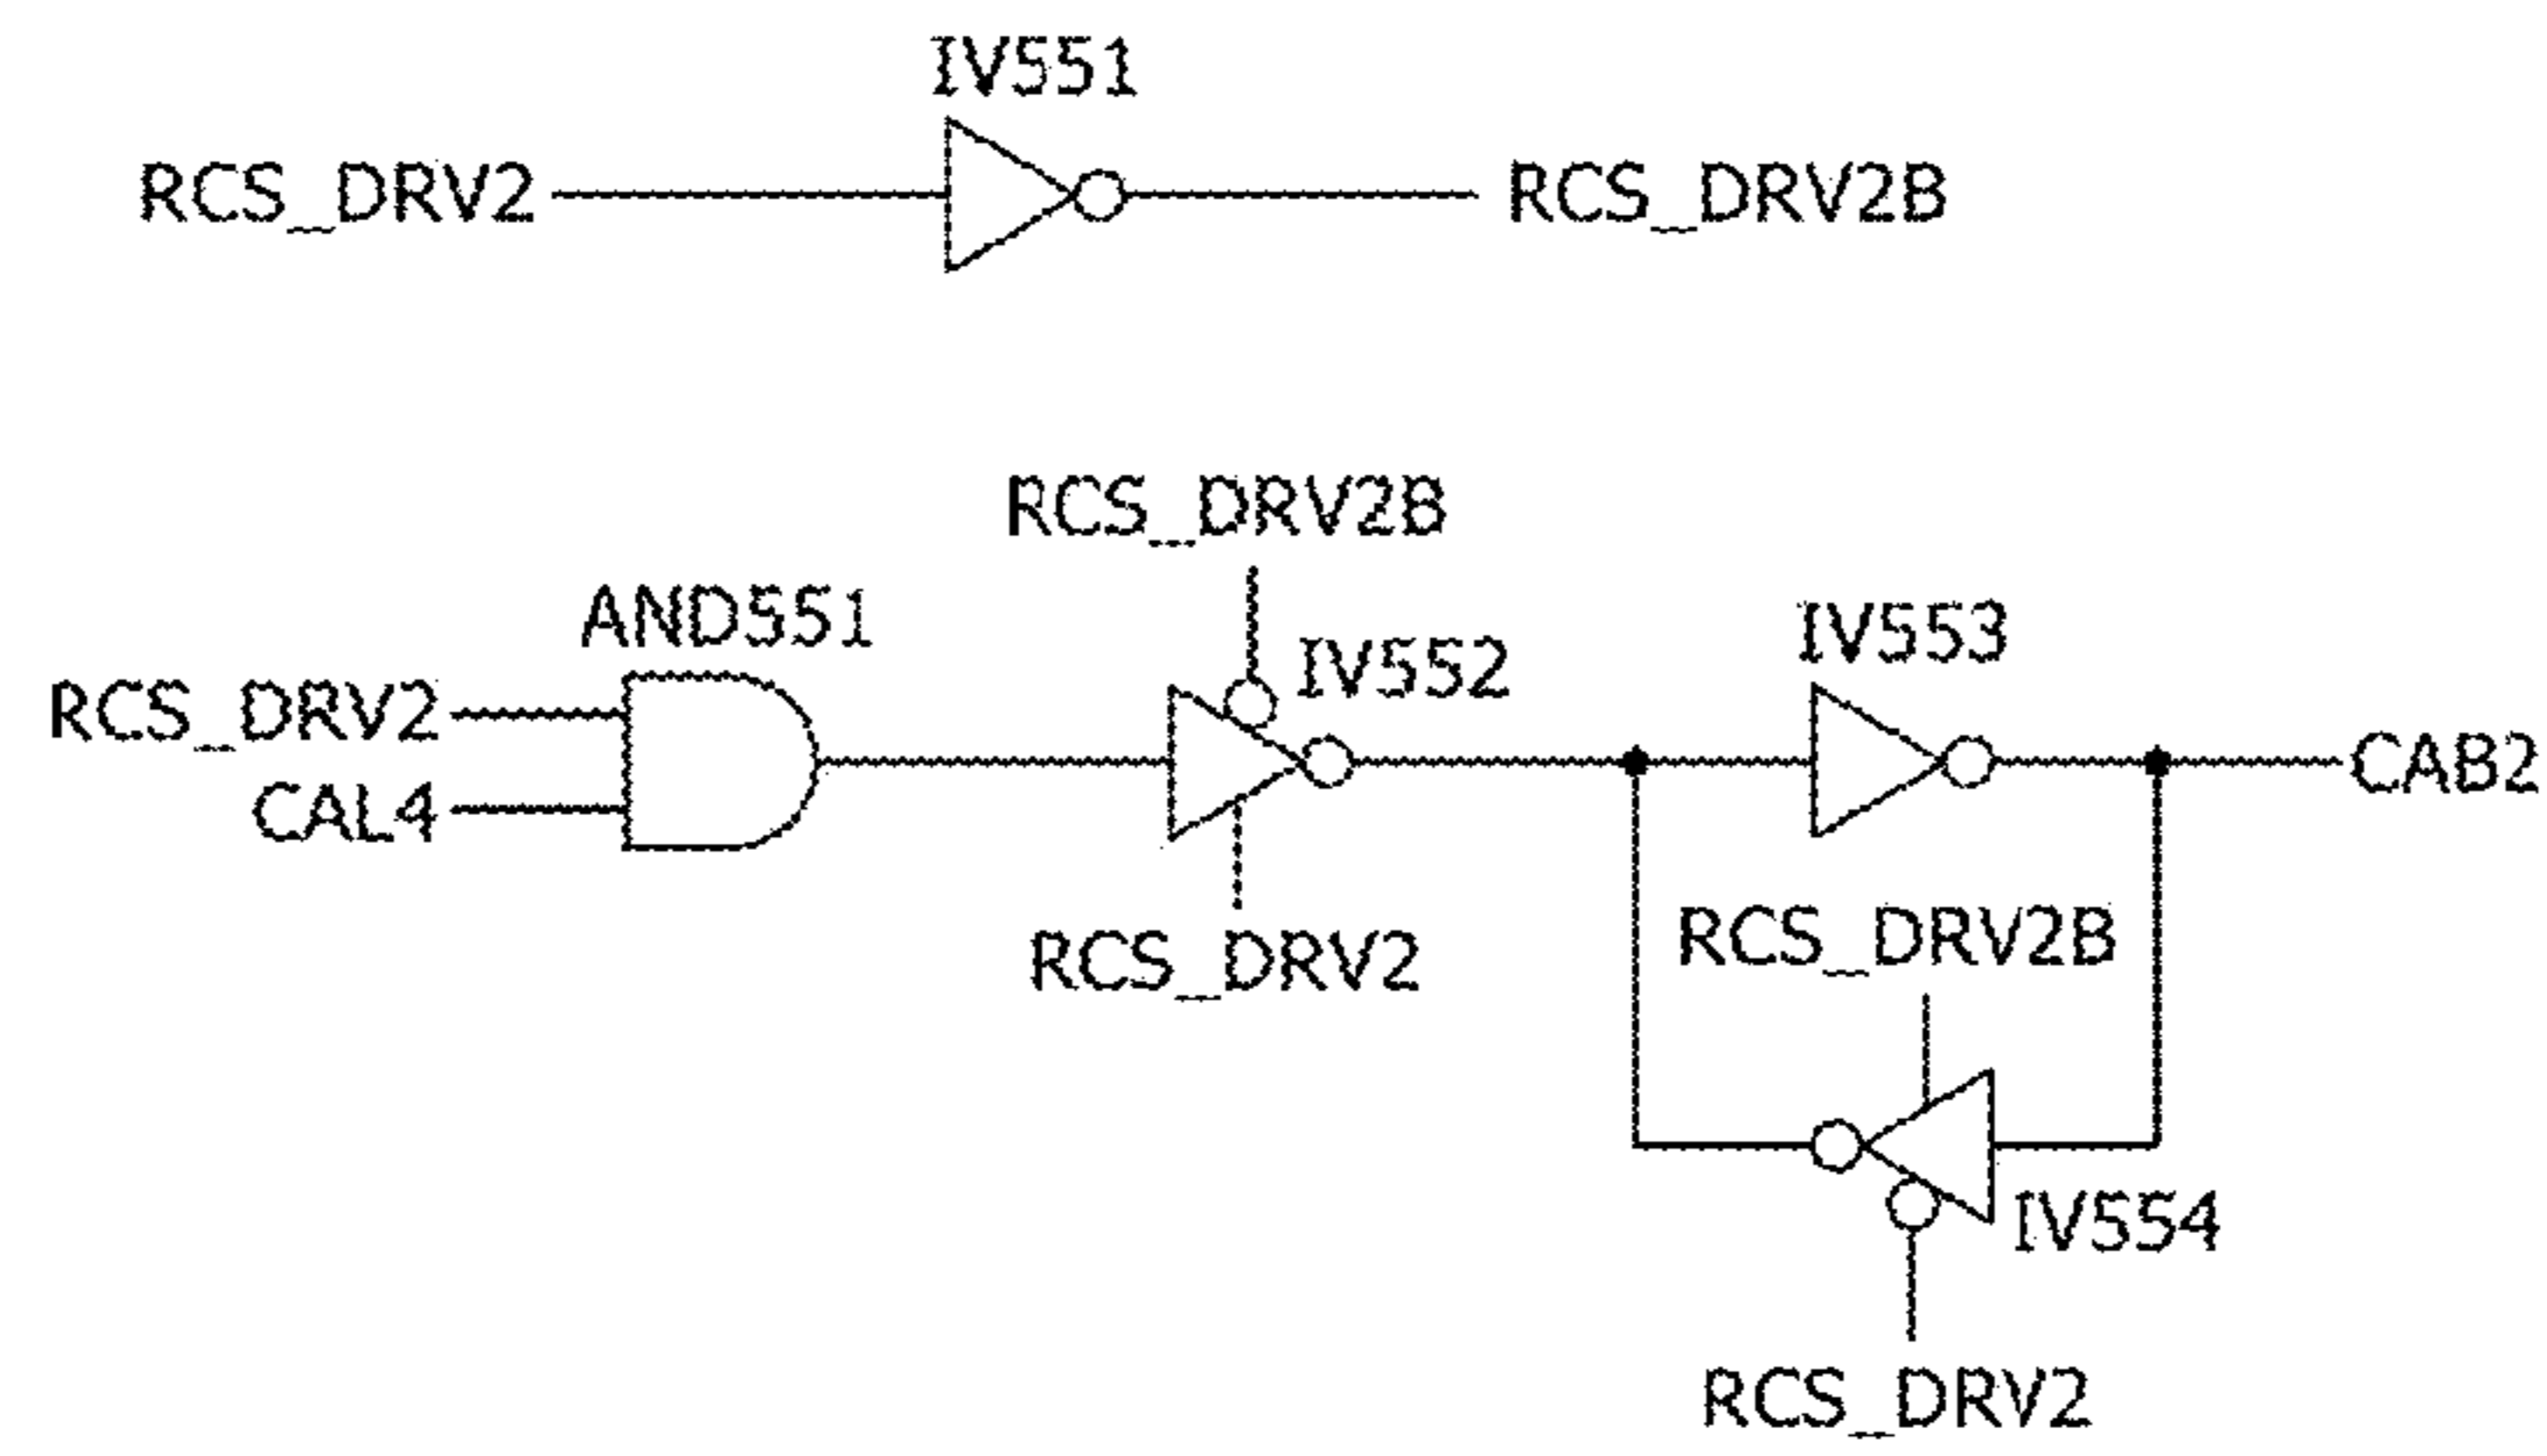 IV551
RCS_DRV2
RCS_DRV2B
RCS_DRV2B
AND551
IV552
IV553
RCS_DRV2
CAL4
CAB2
RCS_DRV2
RCS_DRV2B
IV554
RCS_DRV2